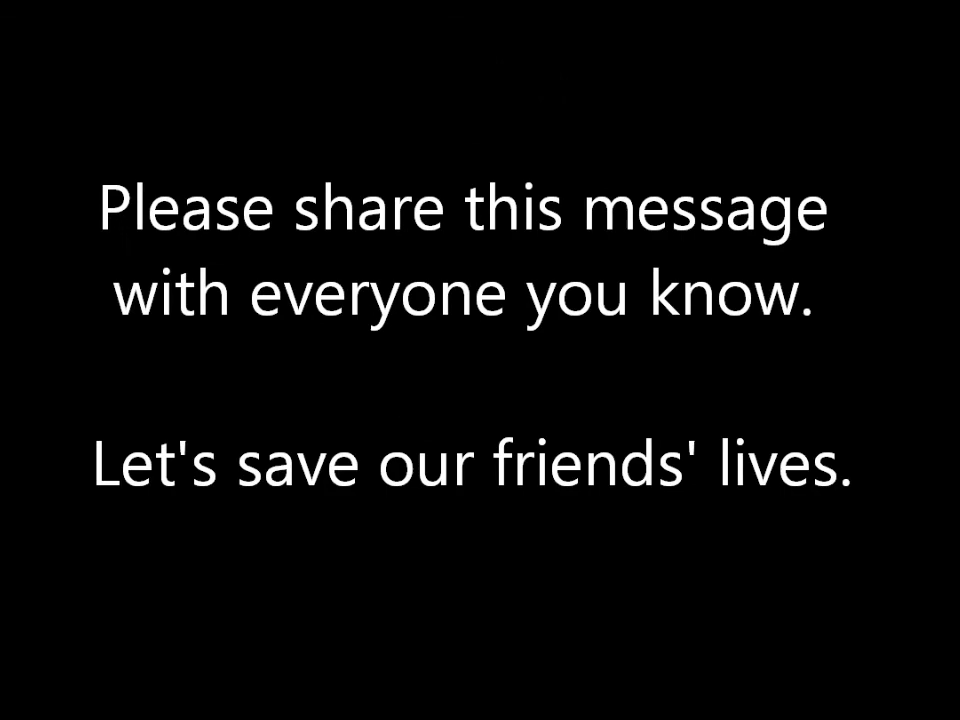 Please share this message
with everyone you know.
Let's save our friends' lives.